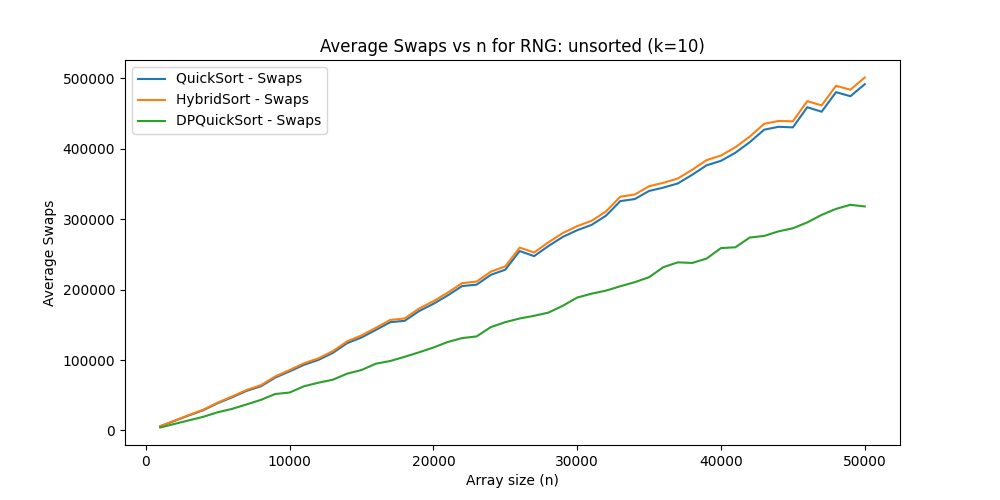 Average Swaps vs n for RNG: unsorted (k=10)
QuickSort - Swaps
HybridSort - Swaps
DPQuickSort - Swaps
Average Swaps
500000
400000
300000
200000
100000
0
0 10000 20000 30000 40000 50000
Array size (n)